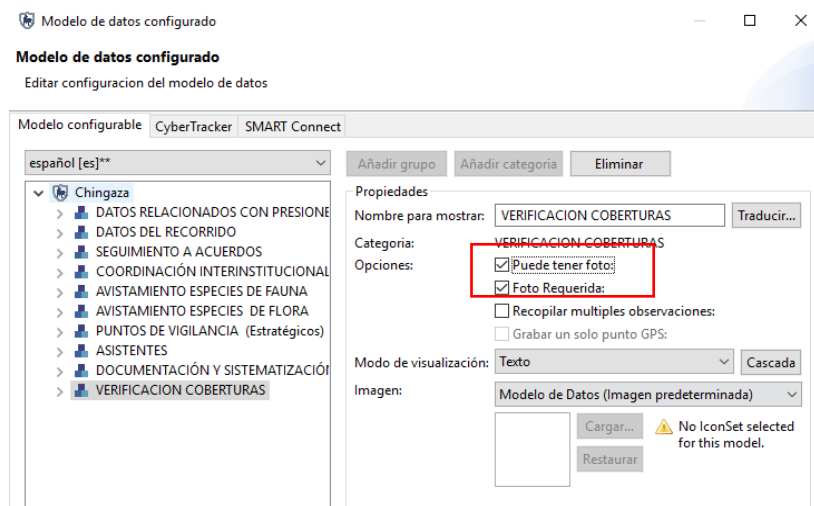 Modelo de datos configurado
Modelo de datos configurado
Editar configuracion del modelo de datos
Modelo configurable CyberTracker SMART Connect
español [es]**
Chingaza
DATOS RELACIONADOS CON PRESIONE
DATOS DEL RECORRIDO
SEGUIMIENTO A ACUERDOS
COORDINACIÓN INTERINSTITUCIONAL
AVISTAMIENTO ESPECIES DE FAUNA
AVISTAMIENTO ESPECIES DE FLORA
PUNTOS DE VIGILANCIA (Estratégicos)
ASISTENTES
DOCUMENTACIÓN Y SISTEMATIZACIÓN
VERIFICACION COBERTURAS
Añadir grupo Añadir categoria Eliminar
Propiedades
Nombre para mostrar: VERIFICACION COBERTURAS Traducir...
Categoria: VERIFICACION COBERTURAS
Opciones: Puede tener foto:
Foto Requerida:
Recopilar multiples observaciones:
Grabar un solo punto GPS:
Modo de visualización: Texto Cascada
Imagen: Modelo de Datos (Imagen predeterminada)
Cargar... No IconSet selected
for this model.
Restaurar